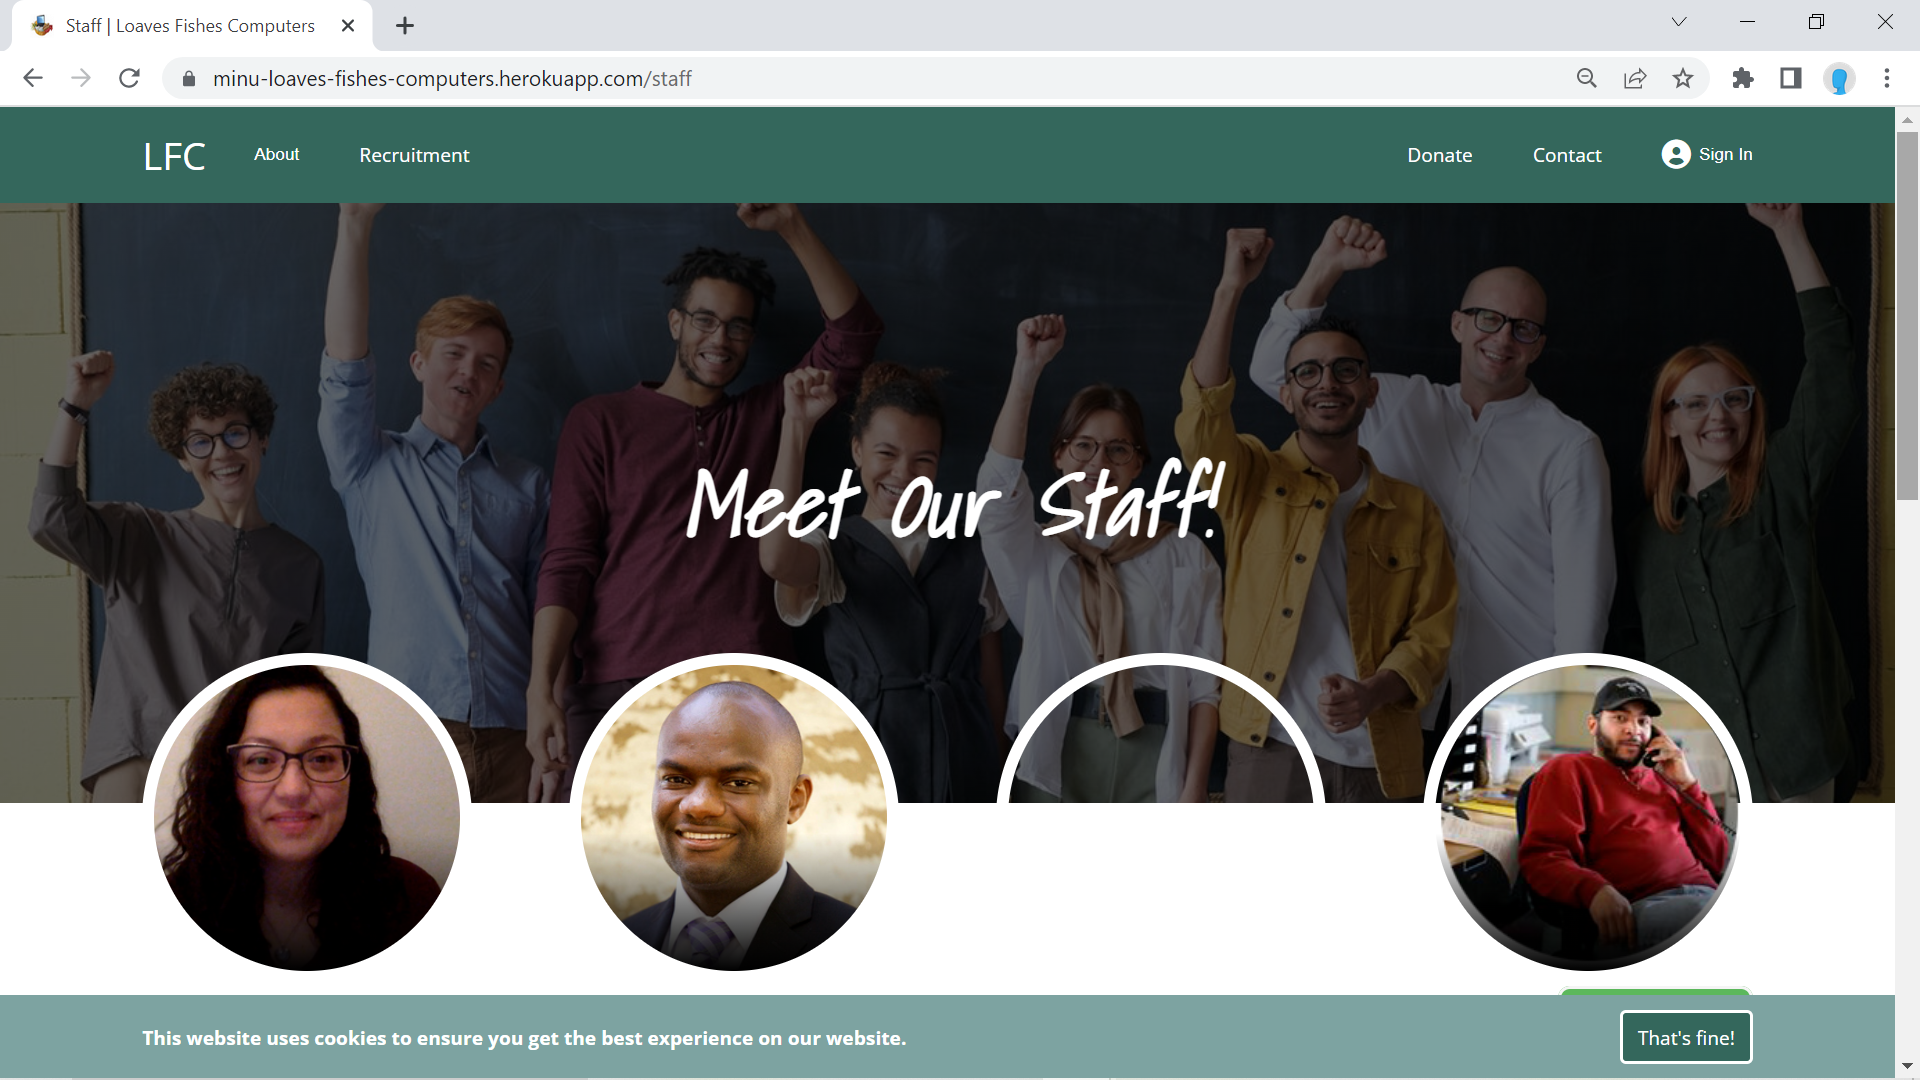 Staff | Loaves Fishes Computers
minu-loaves-fishes-computers.herokuapp.com/staff
LFC About Recruitment Donate Contact Sign In
Meet Our Staff!
This website uses cookies to ensure you get the best experience on our website. That's fine!